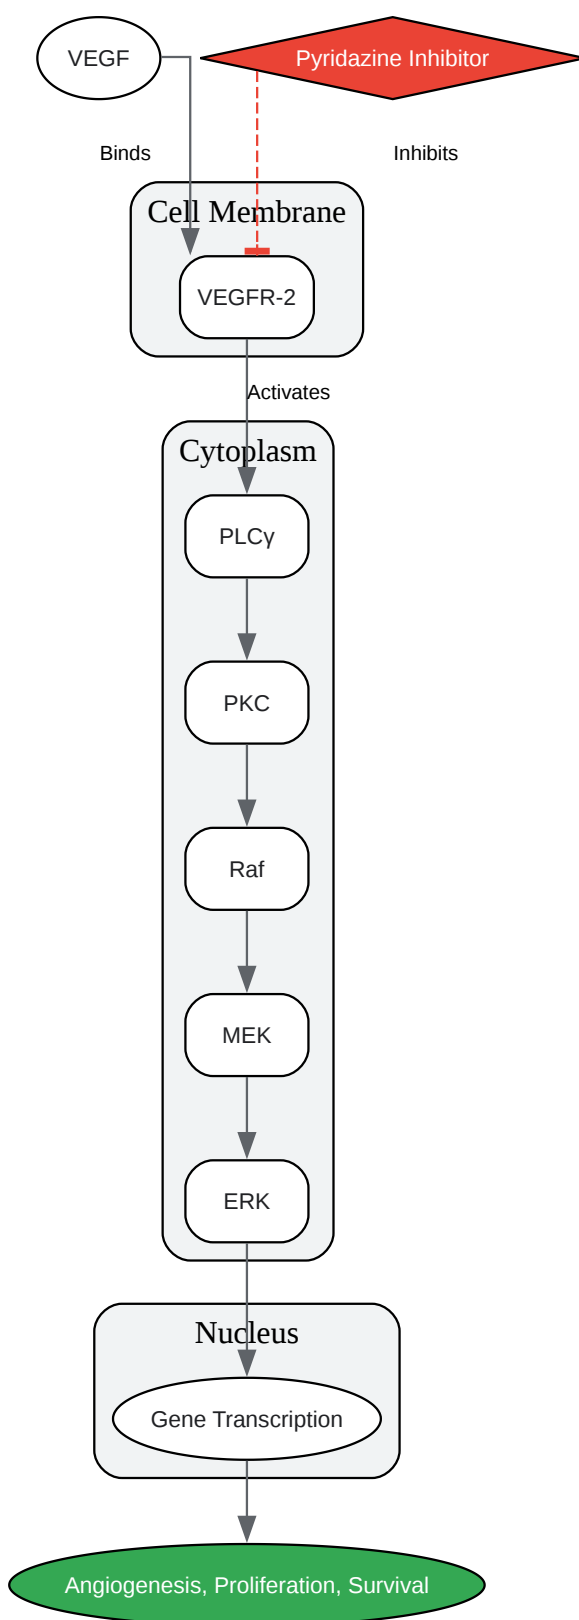 VEGF
Pyridazine Inhibitor
Binds
Inhibits
Cell Membrane
VEGFR-2
Activates
Cytoplasm
PLCγ
PKC
Raf
MEK
ERK
Nucleus
Gene Transcription
Angiogenesis, Proliferation, Survival